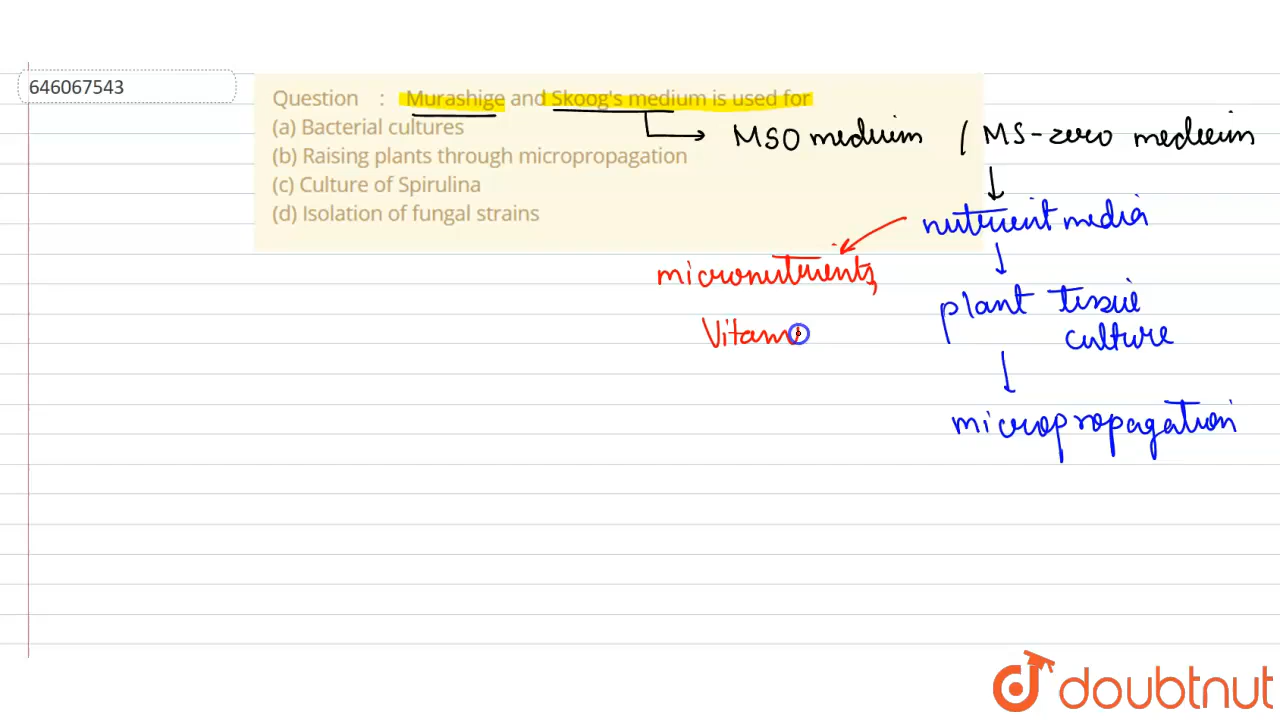 646067543
Question : Murashige and Skoog's medium is used for
(a) Bacterial cultures
(b) Raising plants through micropropagation
(c) Culture of Spirulina
(d) Isolation of fungal strains
MSO medium / MS-zero medium
nutrient media
micronutrients,
plant tissue
culture
Vitami
micropropagation
doubtnut